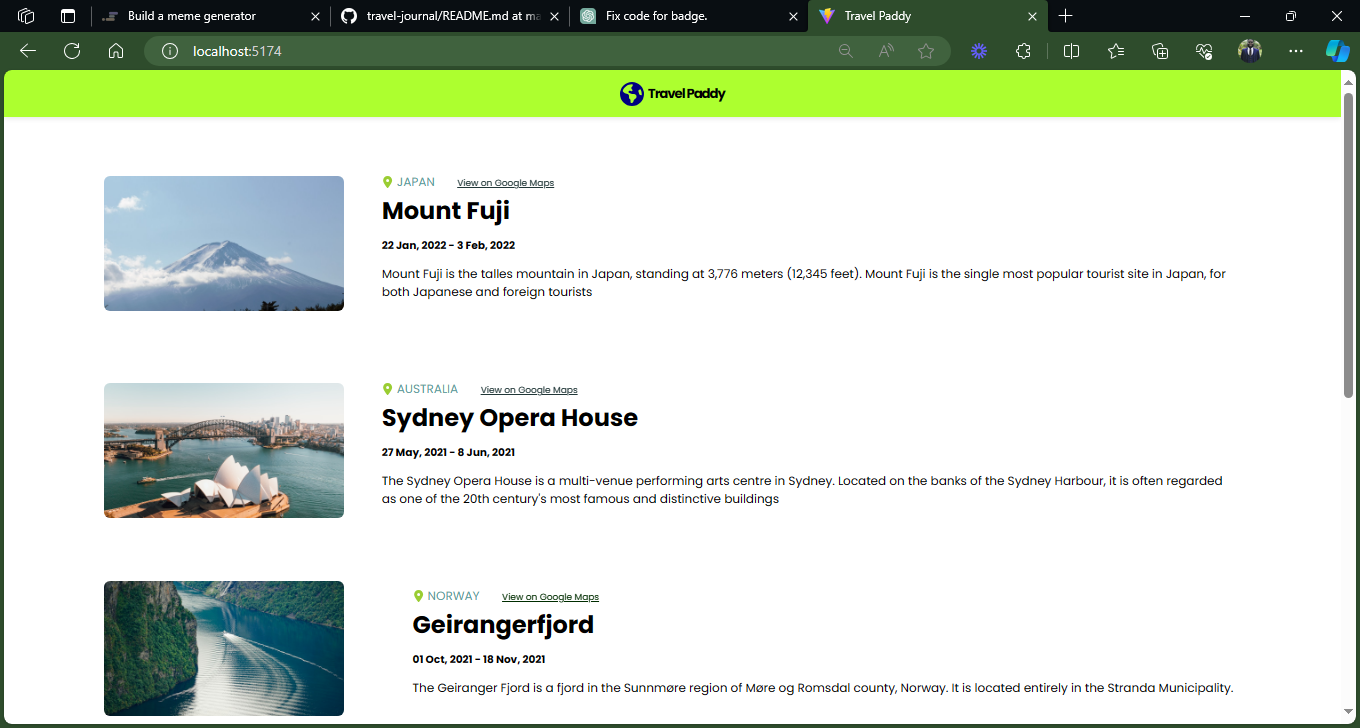 Build a meme generator
travel-journal/README.md at ma
Fix code for badge.
Travel Paddy
localhost:5174
Travel Paddy
JAPAN View on Google Maps
Mount Fuji
22 Jan, 2022 - 3 Feb, 2022
Mount Fuji is the talles mountain in Japan, standing at 3,776 meters (12,345 feet). Mount Fuji is the single most popular tourist site in Japan, for
both Japanese and foreign tourists
AUSTRALIA View on Google Maps
Sydney Opera House
27 May, 2021 - 8 Jun, 2021
The Sydney Opera House is a multi-venue performing arts centre in Sydney. Located on the banks of the Sydney Harbour, it is often regarded
as one of the 20th century's most famous and distinctive buildings
NORWAY View on Google Maps
Geirangerfjord
01 Oct, 2021 - 18 Nov, 2021
The Geiranger Fjord is a fjord in the Sunnmøre region of Møre og Romsdal county, Norway. It is located entirely in the Stranda Municipality.